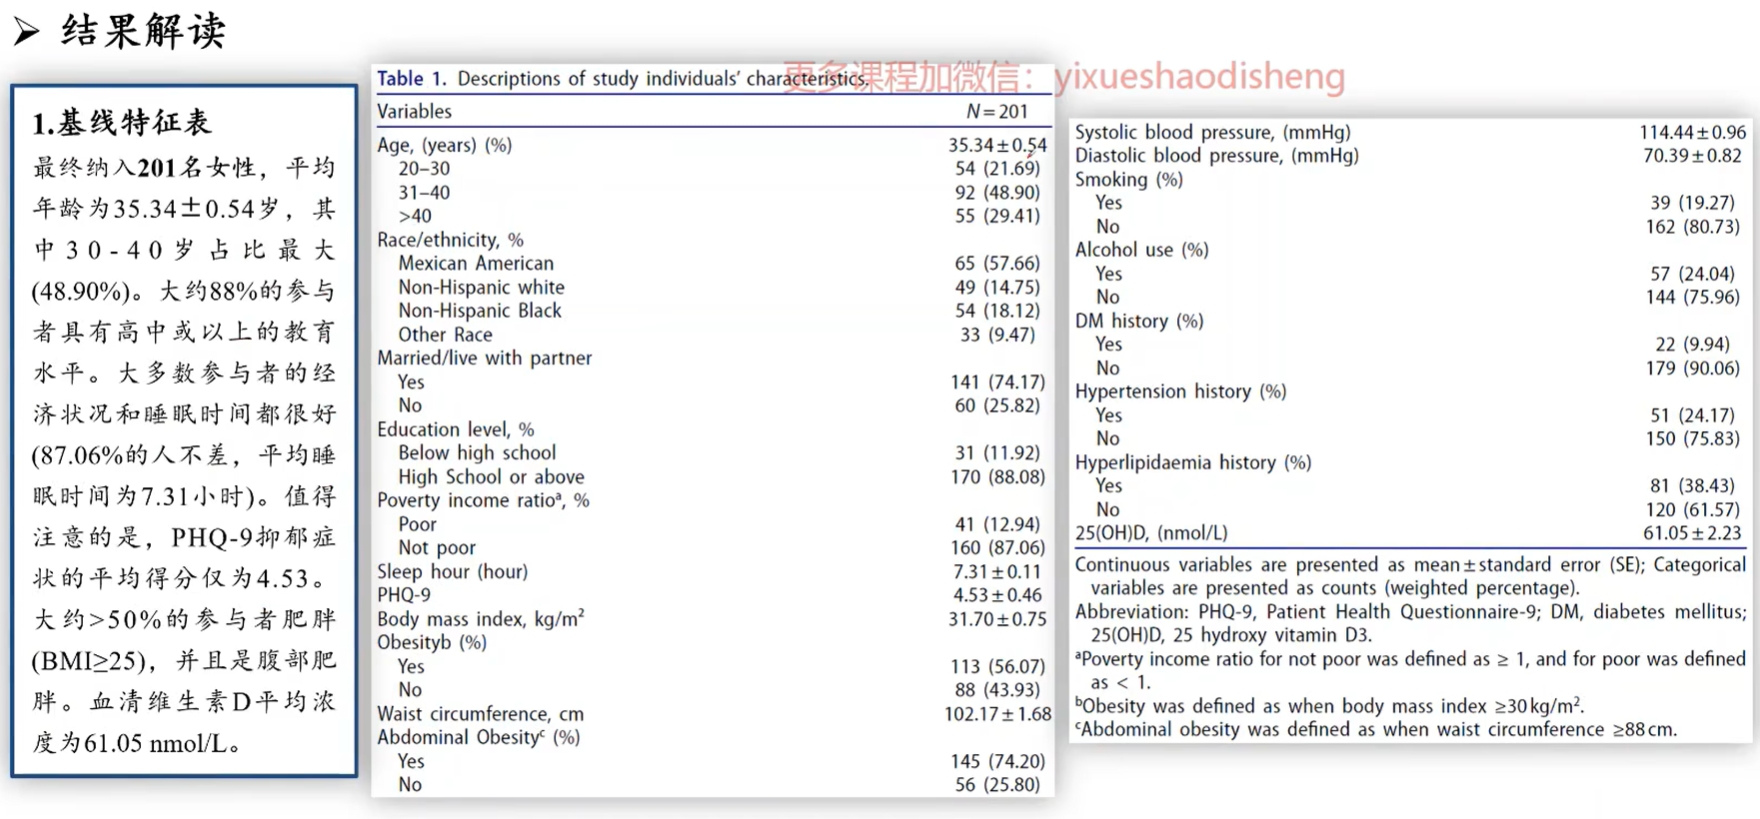 ➢ 结果解读
更多课程加微信：yixueshaodisheng
1.基线特征表
最终纳入201名女性，平均
年龄为35.34±0.54岁，其
中30-40岁占比最大
(48.90%)。大约88%的参与
者具有高中或以上的教育
水平。大多数参与者的经
济状况和睡眠时间都很好
(87.06%的人不差，平均睡
眠时间为7.31小时)。值得
注意的是，PHQ-9抑郁症
状的平均得分仅为4.53。
大约>50%的参与者肥胖
(BMI≥25)，并且是腹部肥
胖。血清维生素D平均浓
度为61.05 nmol/L。
Table 1. Descriptions of study individuals’ characteristics.
Variables N = 201
Age, (years) (%) 35.34 ± 0.54
20–30 54 (21.69)
31–40 92 (48.90)
>40 55 (29.41)
Race/ethnicity, %
Mexican American 65 (57.66)
Non-Hispanic white 49 (14.75)
Non-Hispanic Black 54 (18.12)
Other Race 33 (9.47)
Married/live with partner
Yes 141 (74.17)
No 60 (25.82)
Education level, %
Below high school 31 (11.92)
High School or above 170 (88.08)
Poverty income ratioᵃ, %
Poor 41 (12.94)
Not poor 160 (87.06)
Sleep hour (hour) 7.31 ± 0.11
PHQ-9 4.53 ± 0.46
Body mass index, kg/m² 31.70 ± 0.75
Obesityb (%)
Yes 113 (56.07)
No 88 (43.93)
Waist circumference, cm 102.17 ± 1.68
Abdominal Obesityᶜ (%)
Yes 145 (74.20)
No 56 (25.80)
Systolic blood pressure, (mmHg) 114.44 ± 0.96
Diastolic blood pressure, (mmHg) 70.39 ± 0.82
Smoking (%)
Yes 39 (19.27)
No 162 (80.73)
Alcohol use (%)
Yes 57 (24.04)
No 144 (75.96)
DM history (%)
Yes 22 (9.94)
No 179 (90.06)
Hypertension history (%)
Yes 51 (24.17)
No 150 (75.83)
Hyperlipidaemia history (%)
Yes 81 (38.43)
No 120 (61.57)
25(OH)D, (nmol/L) 61.05 ± 2.23
Continuous variables are presented as mean ± standard error (SE); Categorical
variables are presented as counts (weighted percentage).
Abbreviation: PHQ-9, Patient Health Questionnaire-9; DM, diabetes mellitus;
25(OH)D, 25 hydroxy vitamin D3.
ᵃPoverty income ratio for not poor was defined as ≥ 1, and for poor was defined
as < 1.
ᵇObesity was defined as when body mass index ≥30 kg/m².
ᶜAbdominal obesity was defined as when waist circumference ≥88 cm.